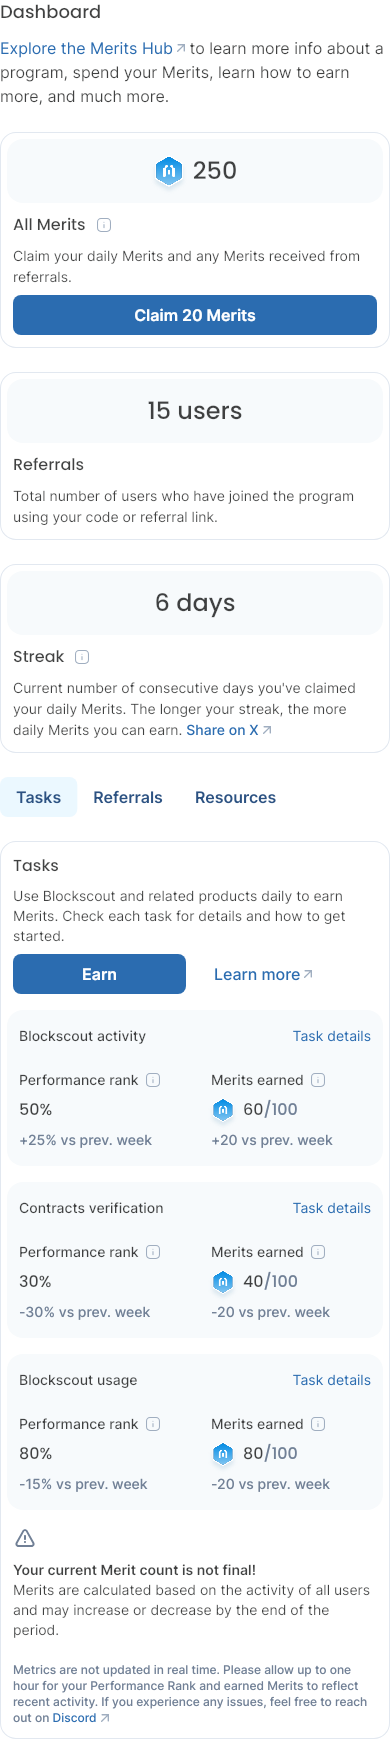 Dashboard
Explore the Merits Hub to learn more info about a
program, spend your Merits, learn how to earn
more, and much more.
250
All Merits
Claim your daily Merits and any Merits received from
referrals.
Claim 20 Merits
15 users
Referrals
Total number of users who have joined the program
using your code or referral link.
6 days
Streak
Current number of consecutive days you've claimed
your daily Merits. The longer your streak, the more
daily Merits you can earn. Share on X
Tasks Referrals Resources
Tasks
Use Blockscout and related products daily to earn
Merits. Check each task for details and how to get
started.
Earn Learn more
Blockscout activity Task details
Performance rank Merits earned
50% 60/100
+25% vs prev. week +20 vs prev. week
Contracts verification Task details
Performance rank Merits earned
30% 40/100
-30% vs prev. week -20 vs prev. week
Blockscout usage Task details
Performance rank Merits earned
80% 80/100
-15% vs prev. week -20 vs prev. week
Your current Merit count is not final!
Merits are calculated based on the activity of all users
and may increase or decrease by the end of the
period.
Metrics are not updated in real time. Please allow up to one
hour for your Performance Rank and earned Merits to reflect
recent activity. If you experience any issues, feel free to reach
out on Discord